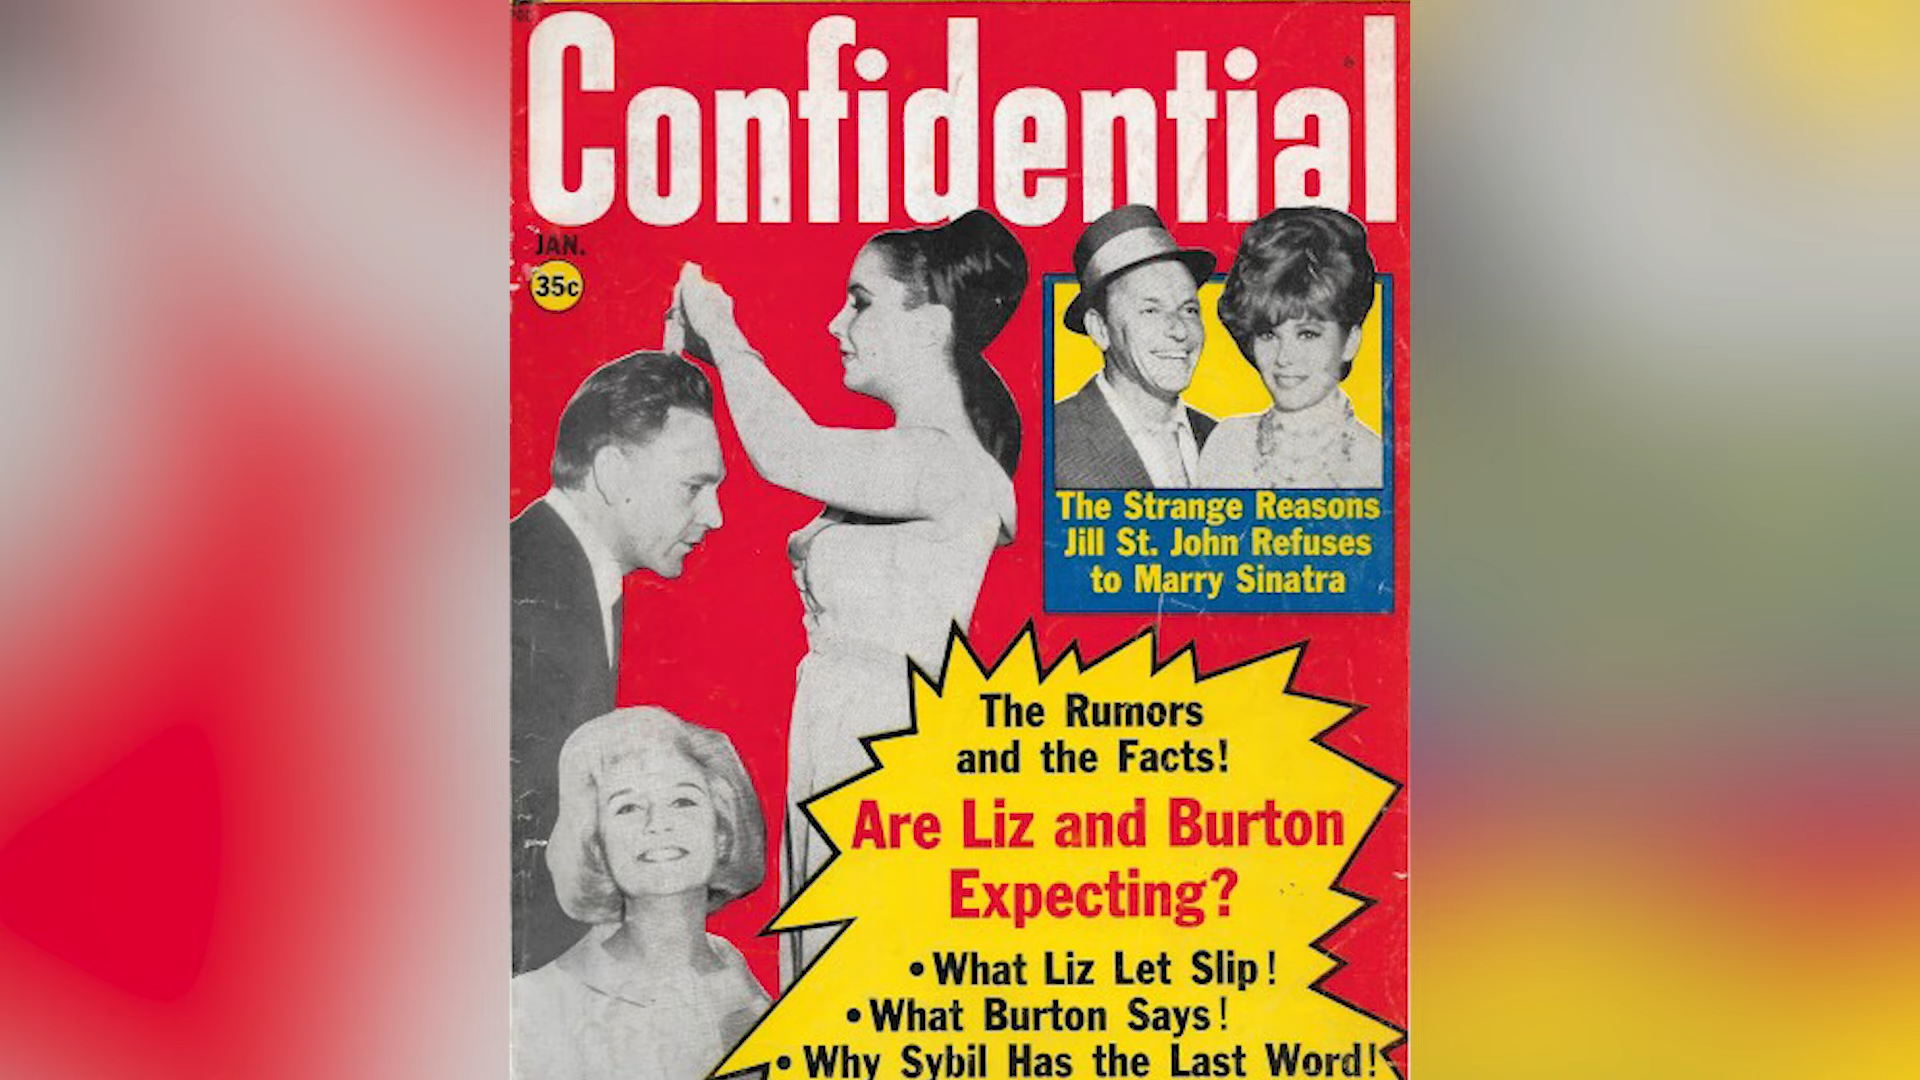 Confidential
JAN.
35c
The Strange Reasons
Jill St. John Refuses
to Marry Sinatra
The Rumors
and the Facts!
Are Liz and Burton
Expecting?
•What Liz Let Slip!
•What Burton Says!
•Why Sybil Has the Last Word!